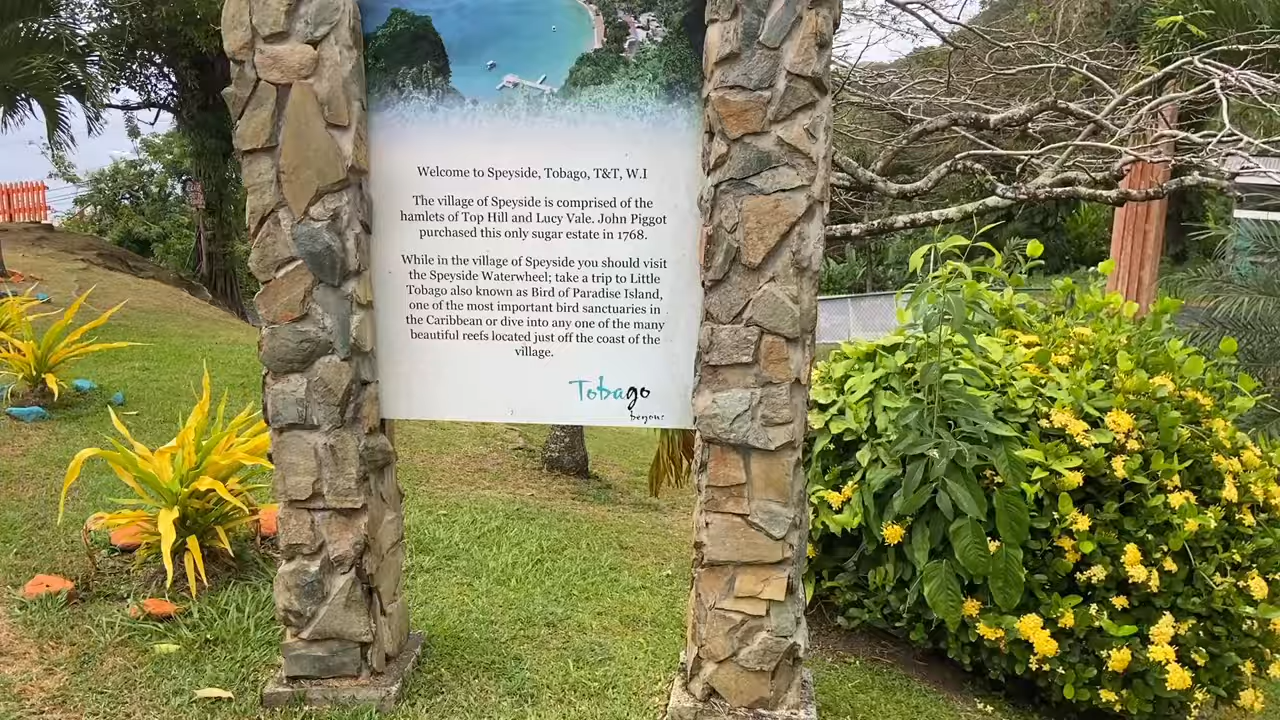 Welcome to Speyside, Tobago, T&T, W.I
The village of Speyside is comprised of the
hamlets of Top Hill and Lucy Vale. John Piggot
purchased this only sugar estate in 1768.
While in the village of Speyside you should visit
the Speyside Waterwheel; take a trip to Little
Tobago also known as Bird of Paradise Island,
one of the most important bird sanctuaries in
the Caribbean or dive into any one of the many
beautiful reefs located just off the coast of the
village.
Tobago